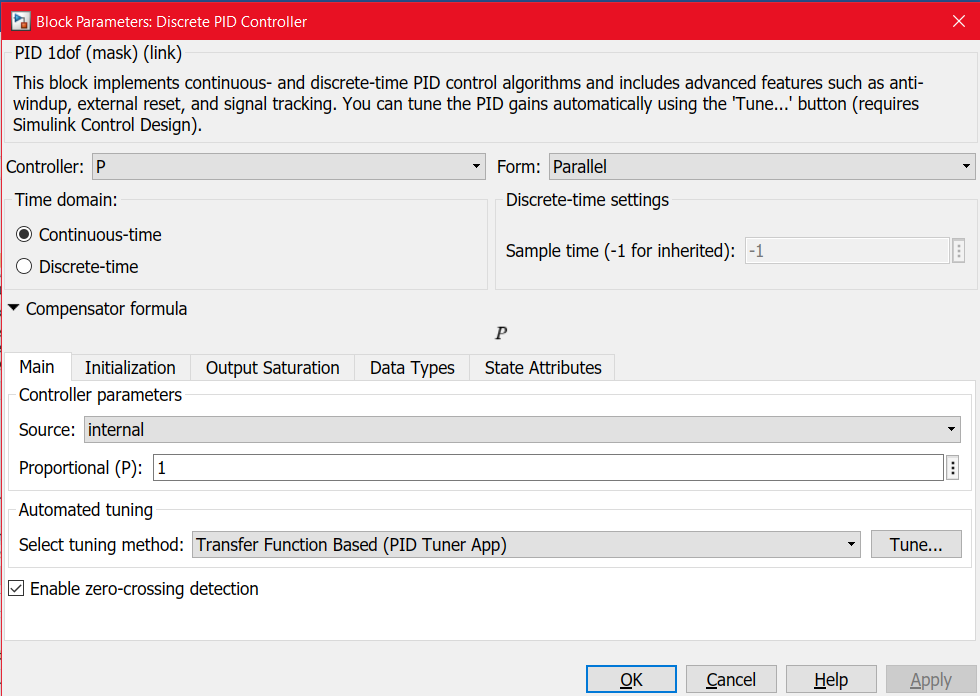 Block Parameters: Discrete PID Controller
PID 1dof (mask) (link)
This block implements continuous- and discrete-time PID control algorithms and includes advanced features such as anti-
windup, external reset, and signal tracking. You can tune the PID gains automatically using the 'Tune...' button (requires
Simulink Control Design).
Controller: P Form: Parallel
Time domain: Discrete-time settings
Continuous-time
Sample time (-1 for inherited): -1
Discrete-time
Compensator formula
P
Main Initialization Output Saturation Data Types State Attributes
Controller parameters
Source: internal
Proportional (P): 1
Automated tuning
Select tuning method: Transfer Function Based (PID Tuner App) Tune...
Enable zero-crossing detection
OK Cancel Help Apply